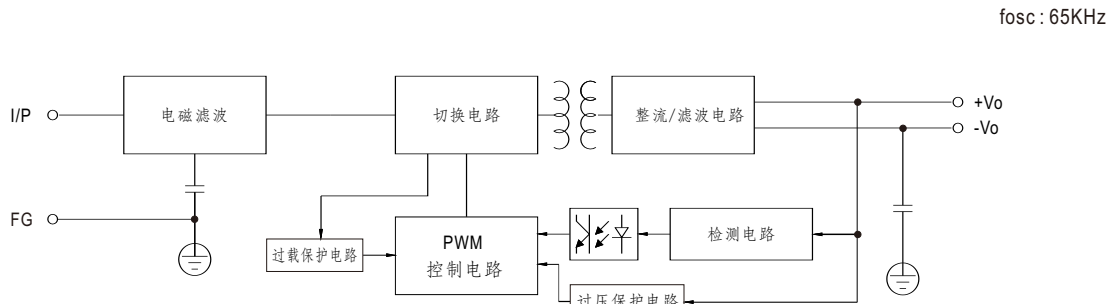 fosc : 65KHz
I/P
电磁滤波
切换电路
整流/滤波电路
+Vo
-Vo
FG
过载保护电路
PWM
控制电路
检测电路
过压保护电路